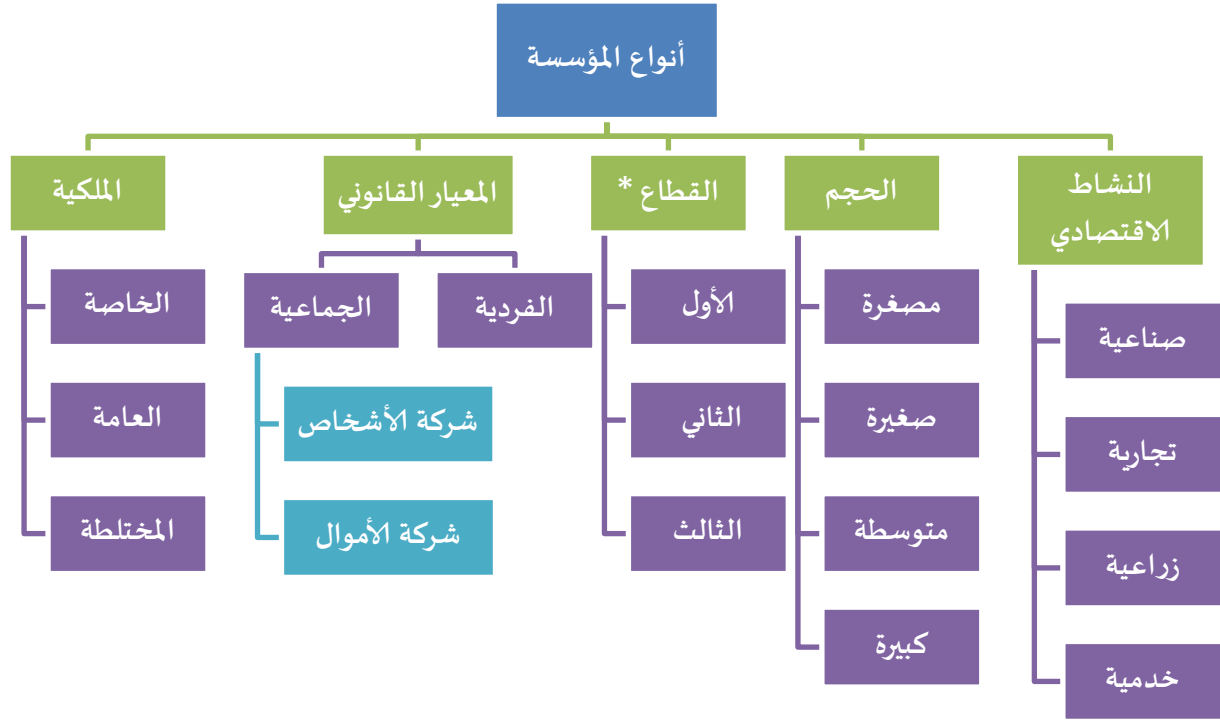 أنواع المؤسسة
النشاط
الاقتصادي
صناعية
تجارية
زراعية
خدمية
الحجم
مصغرة
صغيرة
متوسطة
كبيرة
القطاع *
الأول
الثاني
الثالث
المعيار القانوني
الفردية
الجماعية
شركة الأشخاص
شركة الأموال
الملكية
الخاصة
العامة
المختلطة